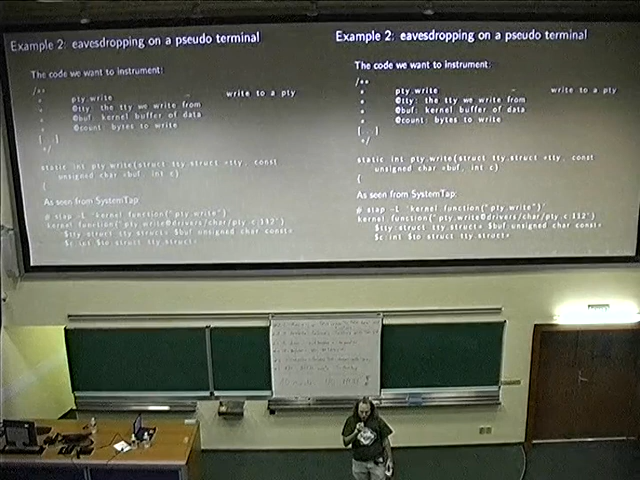 Example 2: eavesdropping on a pseudo terminal
The code we want to instrument:
/**
* pty_write - write to a pty
* @tty: the tty we write from
* @buf: kernel buffer of data
* @count: bytes to write
[..]
*/
static int pty_write(struct tty_struct *tty, const
unsigned char *buf, int c)
{
As seen from SystemTap:
# stap -L 'kernel.function("pty_write")'
kernel.function("pty_write@drivers/char/pty.c:112")
$tty:struct tty_struct* $buf:unsigned char const*
$c:int $to:struct tty_struct*
Example 2: eavesdropping on a pseudo terminal
The code we want to instrument:
/**
* pty_write - write to a pty
* @tty: the tty we write from
* @buf: kernel buffer of data
* @count: bytes to write
[..]
*/
static int pty_write(struct tty_struct *tty, const
unsigned char *buf, int c)
{
As seen from SystemTap:
# stap -L 'kernel.function("pty_write")'
kernel.function("pty_write@drivers/char/pty.c:112")
$tty:struct tty_struct* $buf:unsigned char const*
$c:int $to:struct tty_struct*